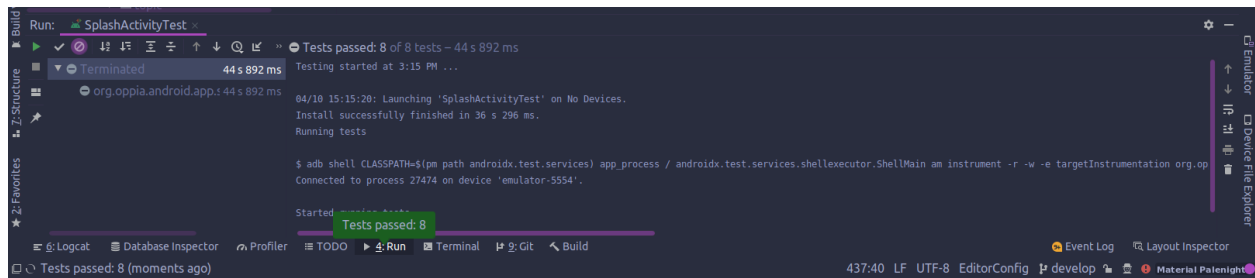 Build
Run: SplashActivityTest ×
» Tests passed: 8 of 8 tests – 44 s 892 ms
Terminated 44 s 892 ms
org.oppia.android.app.s 44 s 892 ms
Testing started at 3:15 PM ...
04/10 15:15:20: Launching 'SplashActivityTest' on No Devices.
Install successfully finished in 36 s 296 ms.
Running tests
$ adb shell CLASSPATH=$(pm path androidx.test.services) app_process / androidx.test.services.shellexecutor.ShellMain am instrument -r -w -e targetInstrumentation org.op
Connected to process 27474 on device 'emulator-5554'.
Started running tests
Tests passed: 8
Z: Structure
2: Favorites
Emulator
Device File Explorer
6: Logcat Database Inspector Profiler TODO 4: Run Terminal 9: Git Build Event Log Layout Inspector
Tests passed: 8 (moments ago) 437:40 LF UTF-8 EditorConfig develop Material Palenight